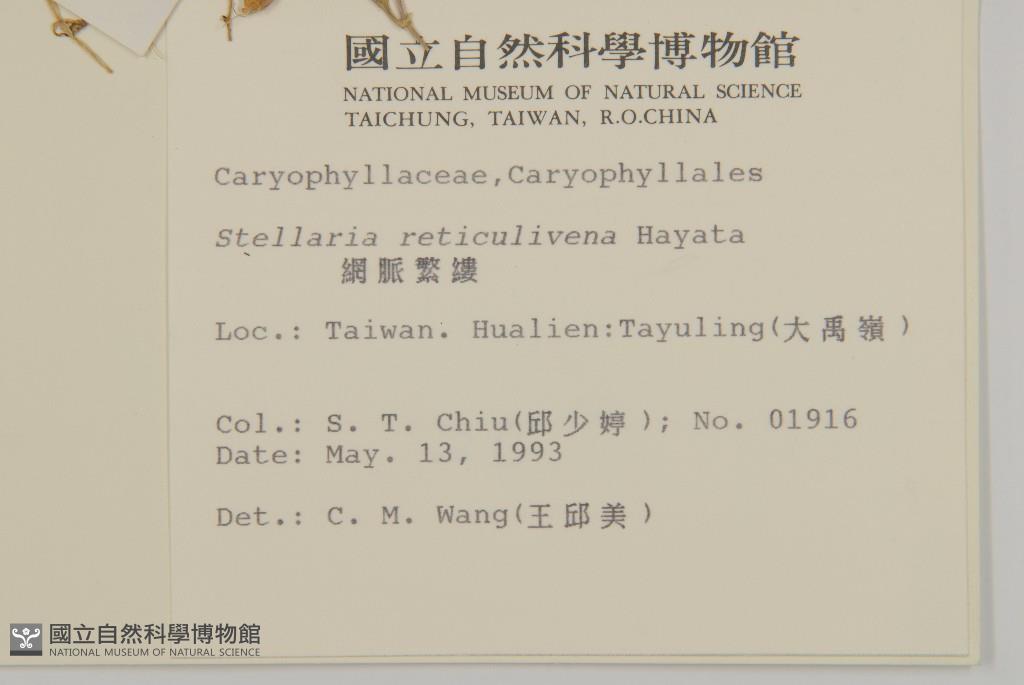 國立自然科學博物館
NATIONAL MUSEUM OF NATURAL SCIENCE
TAICHUNG, TAIWAN, R.O.CHINA
Caryophyllaceae,Caryophyllales
Stellaria reticulivena Hayata
網脈繁縷
Loc.: Taiwan. Hualien:Tayuling(大禹嶺)
Col.: S. T. Chiu(邱少婷); No. 01916
Date: May. 13, 1993
Det.: C. M. Wang(王邱美)
國立自然科學博物館
NATIONAL MUSEUM OF NATURAL SCIENCE